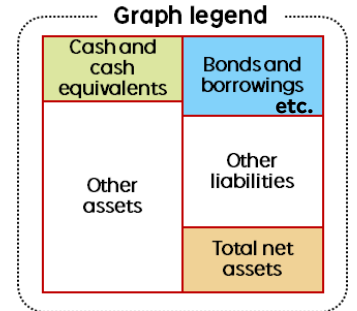 Graph legend
Cash and
cash
equivalents
Other
assets
Bonds and
borrowings
etc.
Other
liabilities
Total net
assets